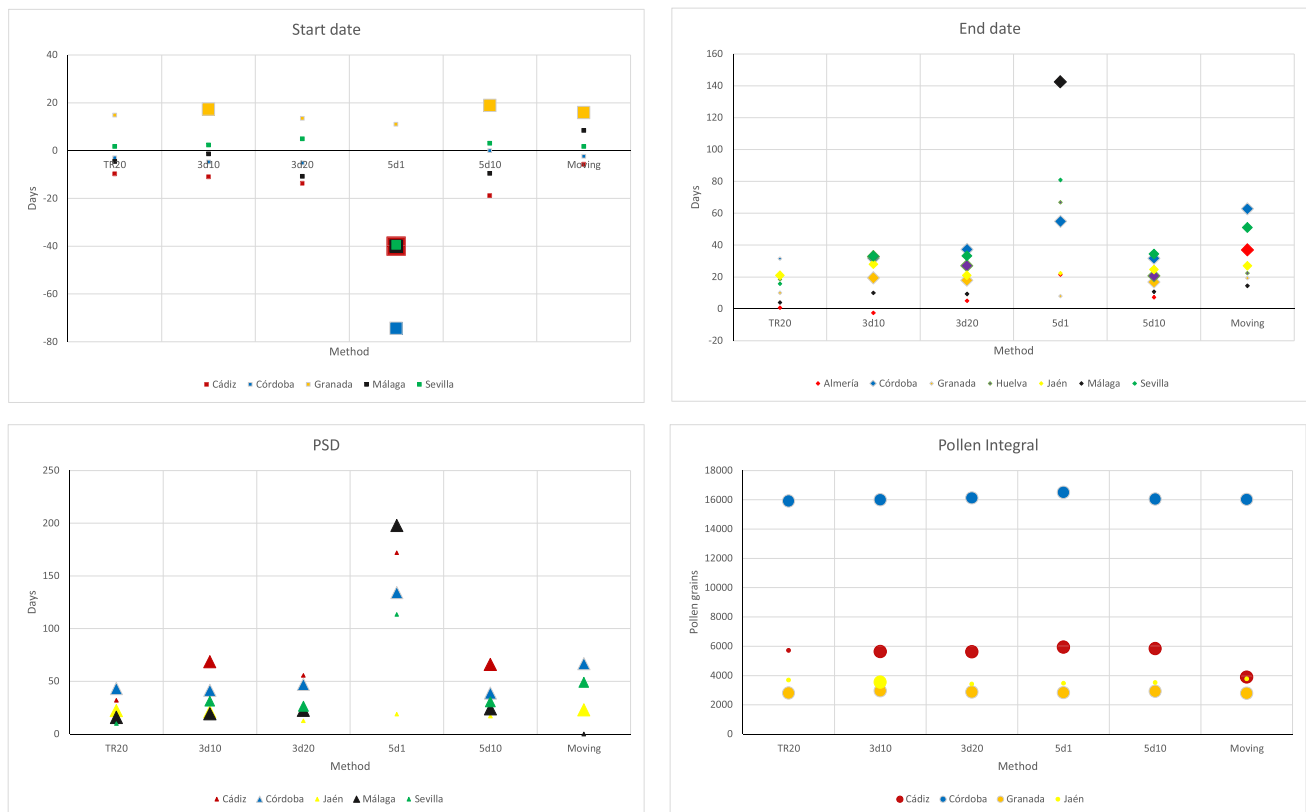 Start date
40
20
0
-20
-40
-60
-80
Days
TR20 3d10 3d20 5d1 5d10 Moving
Method
Cádiz Córdoba Granada Málaga Sevilla
End date
160
140
120
100
80
60
40
20
0
-20
Days
TR20 3d10 3d20 5d1 5d10 Moving
Method
Almería Córdoba Granada Huelva Jaén Málaga Sevilla
PSD
250
200
150
100
50
0
Days
TR20 3d10 3d20 5d1 5d10 Moving
Method
Cádiz Córdoba Jaén Málaga Sevilla
Pollen Integral
18000
16000
14000
12000
10000
8000
6000
4000
2000
0
Pollen grains
TR20 3d10 3d20 5d1 5d10 Moving
Method
Cádiz Córdoba Granada Jaén